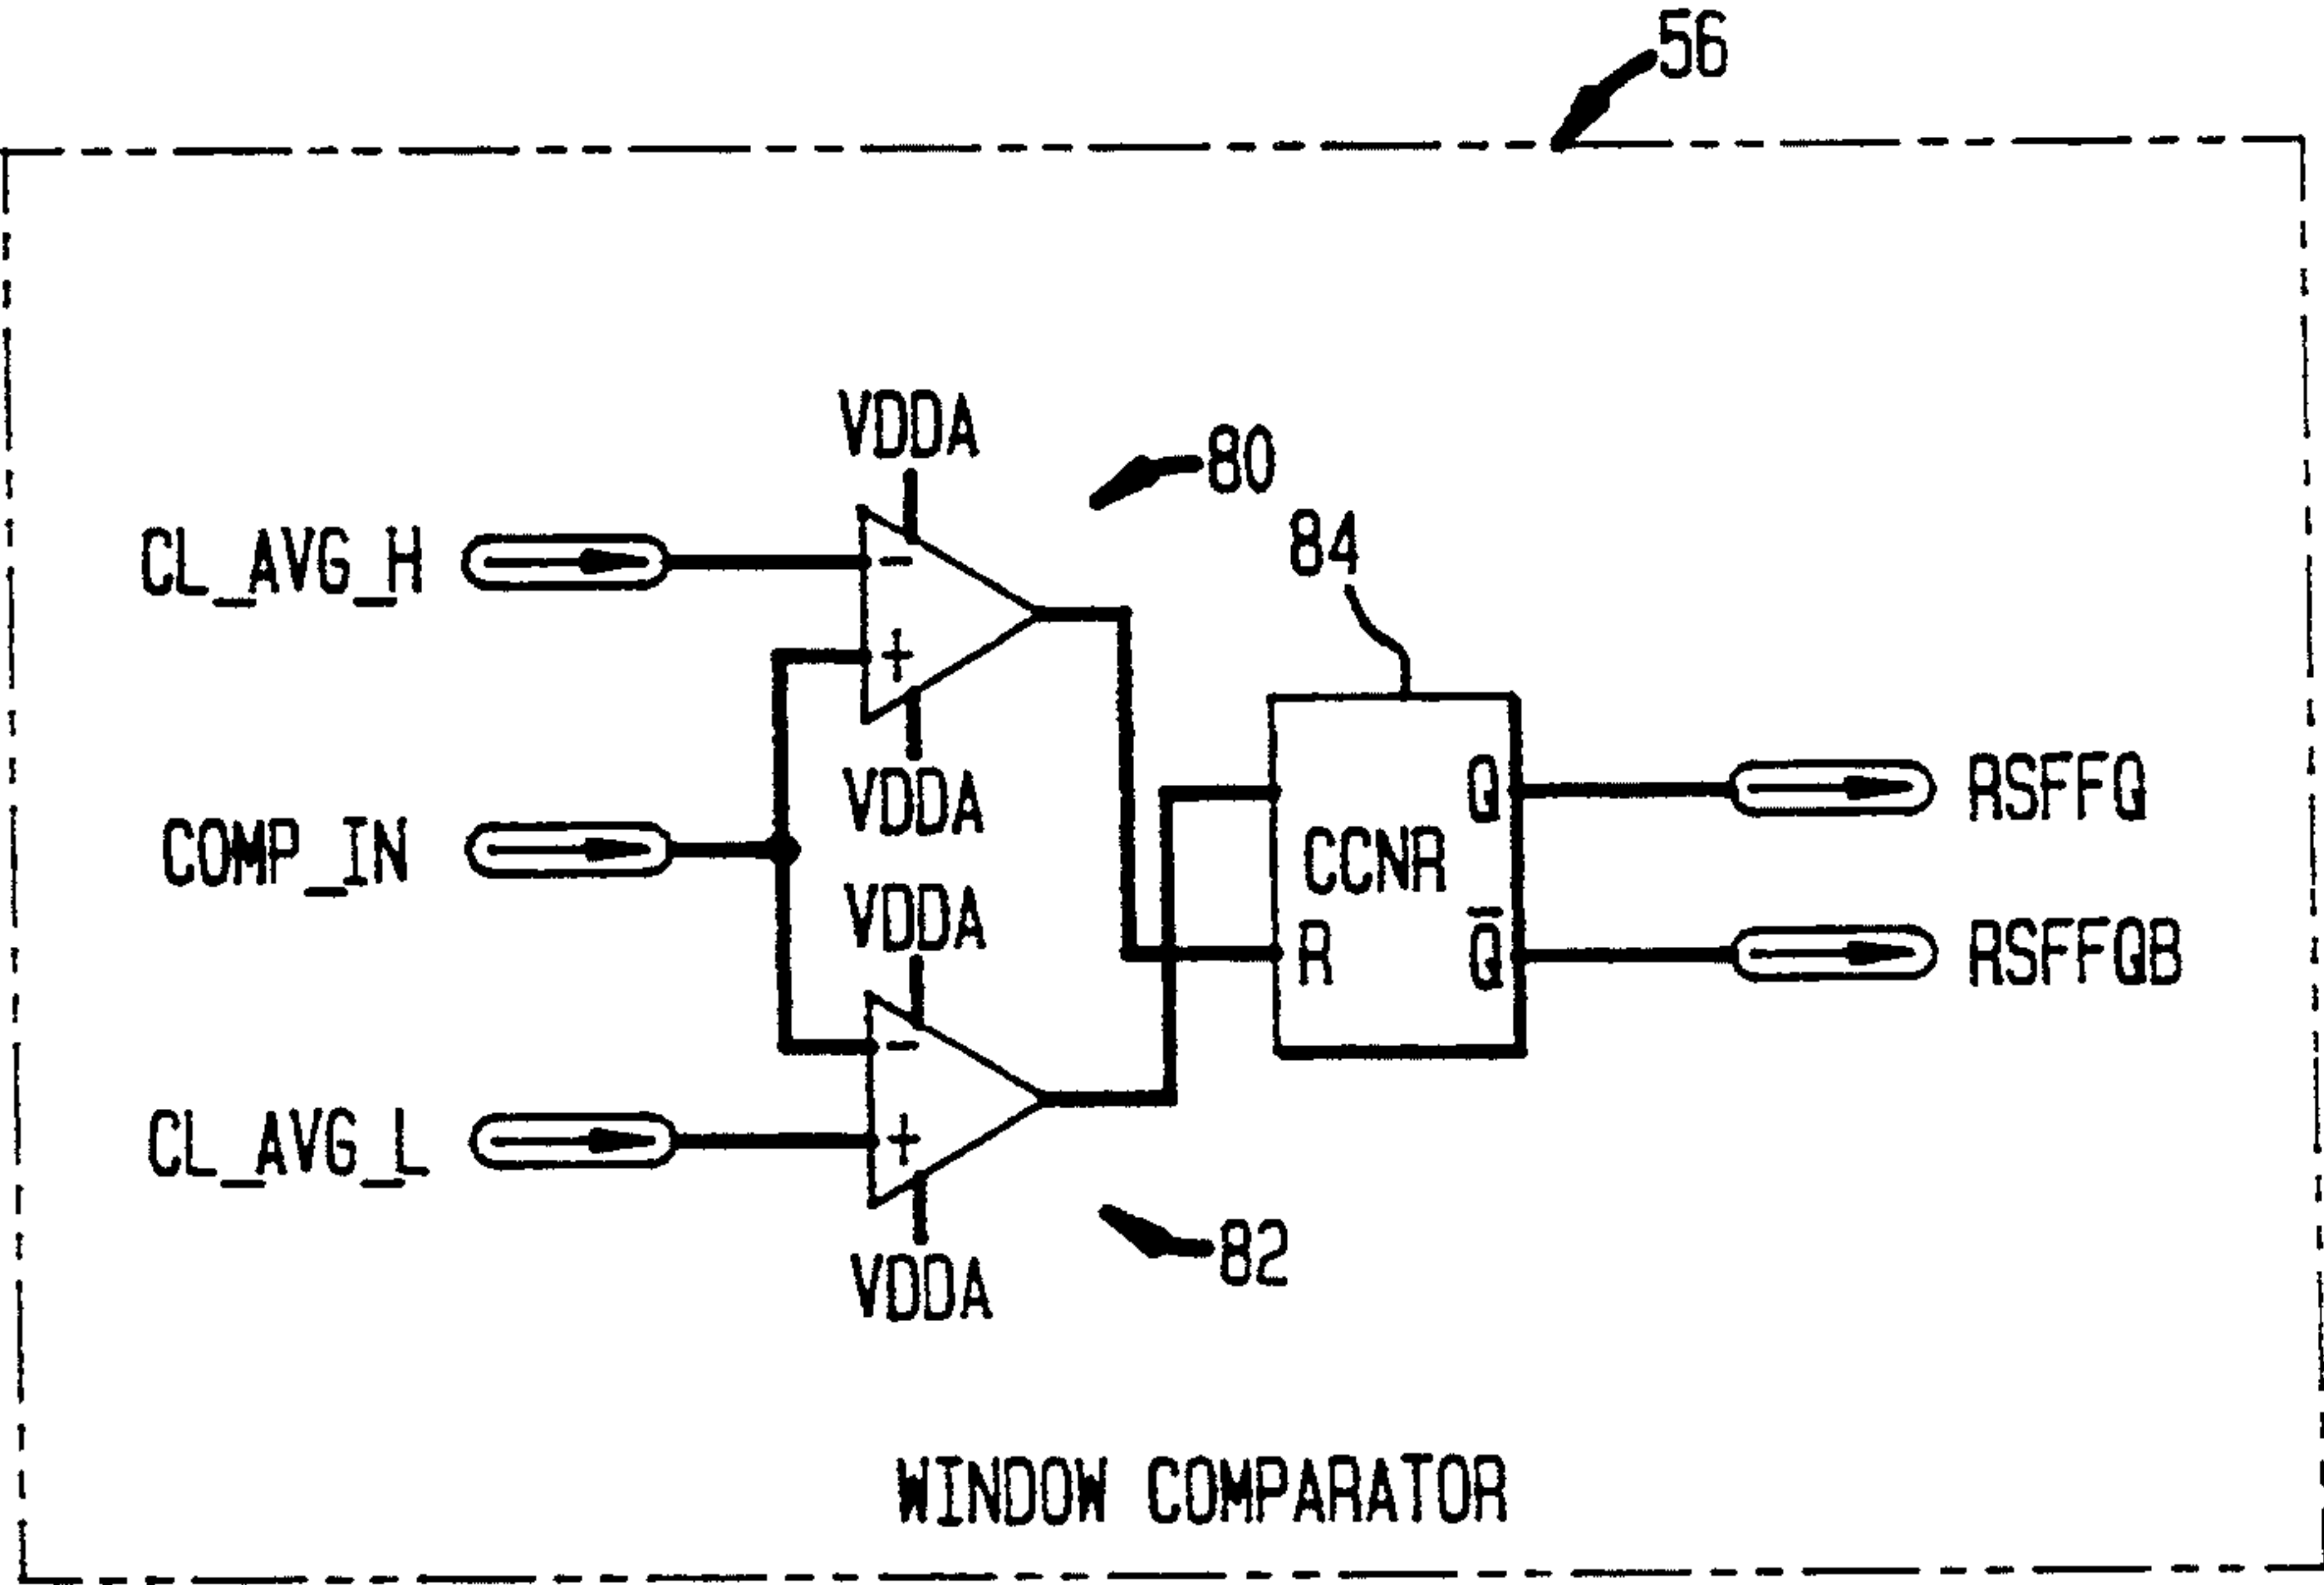 56
VDDA
80
CL_AVG_H
-
84
+
VDDA
Q
RSFFQ
COMP_IN
CCNR
VDDA
R
Q̅
RSFFQB
-
CL_AVG_L
+
82
VDDA
WINDOW COMPARATOR